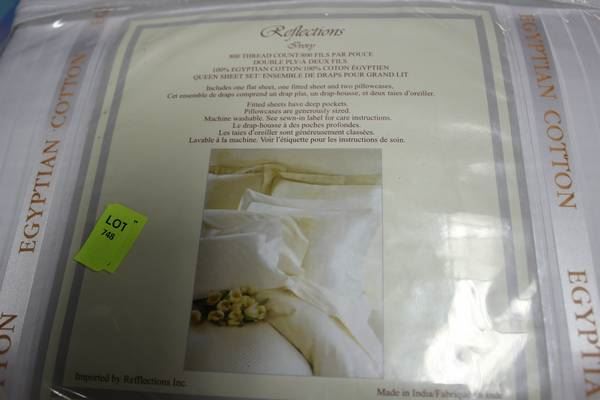 Reflections
Ivory
800 THREAD COUNT/800 FILS PAR POUCE
DOUBLE PLY/À DEUX FILS
100% EGYPTIAN COTTON/100% COTON ÉGYPTIEN
QUEEN SHEET SET/ ENSEMBLE DE DRAPS POUR GRAND LIT
Includes one flat sheet, one fitted sheet and two pillowcases.
Cet ensemble de draps comprend un drap plat, un drap-housse, et deux taies d'oreiller.
Fitted sheets have deep pockets.
Pillowcases are generously sized.
Machine washable. See sewn-in label for care instructions.
Le drap-housse à des poches profondes.
Les taies d'oreiller sont généreusement classées.
Lavable à la machine. Voir l'étiquette pour les instructions de soin.
LOT
748
Imported by Refflections Inc.
Made in India/Fabriqué
EGYPTIAN COTTON
EGYPTIAN COTTON
EGYPTIAN